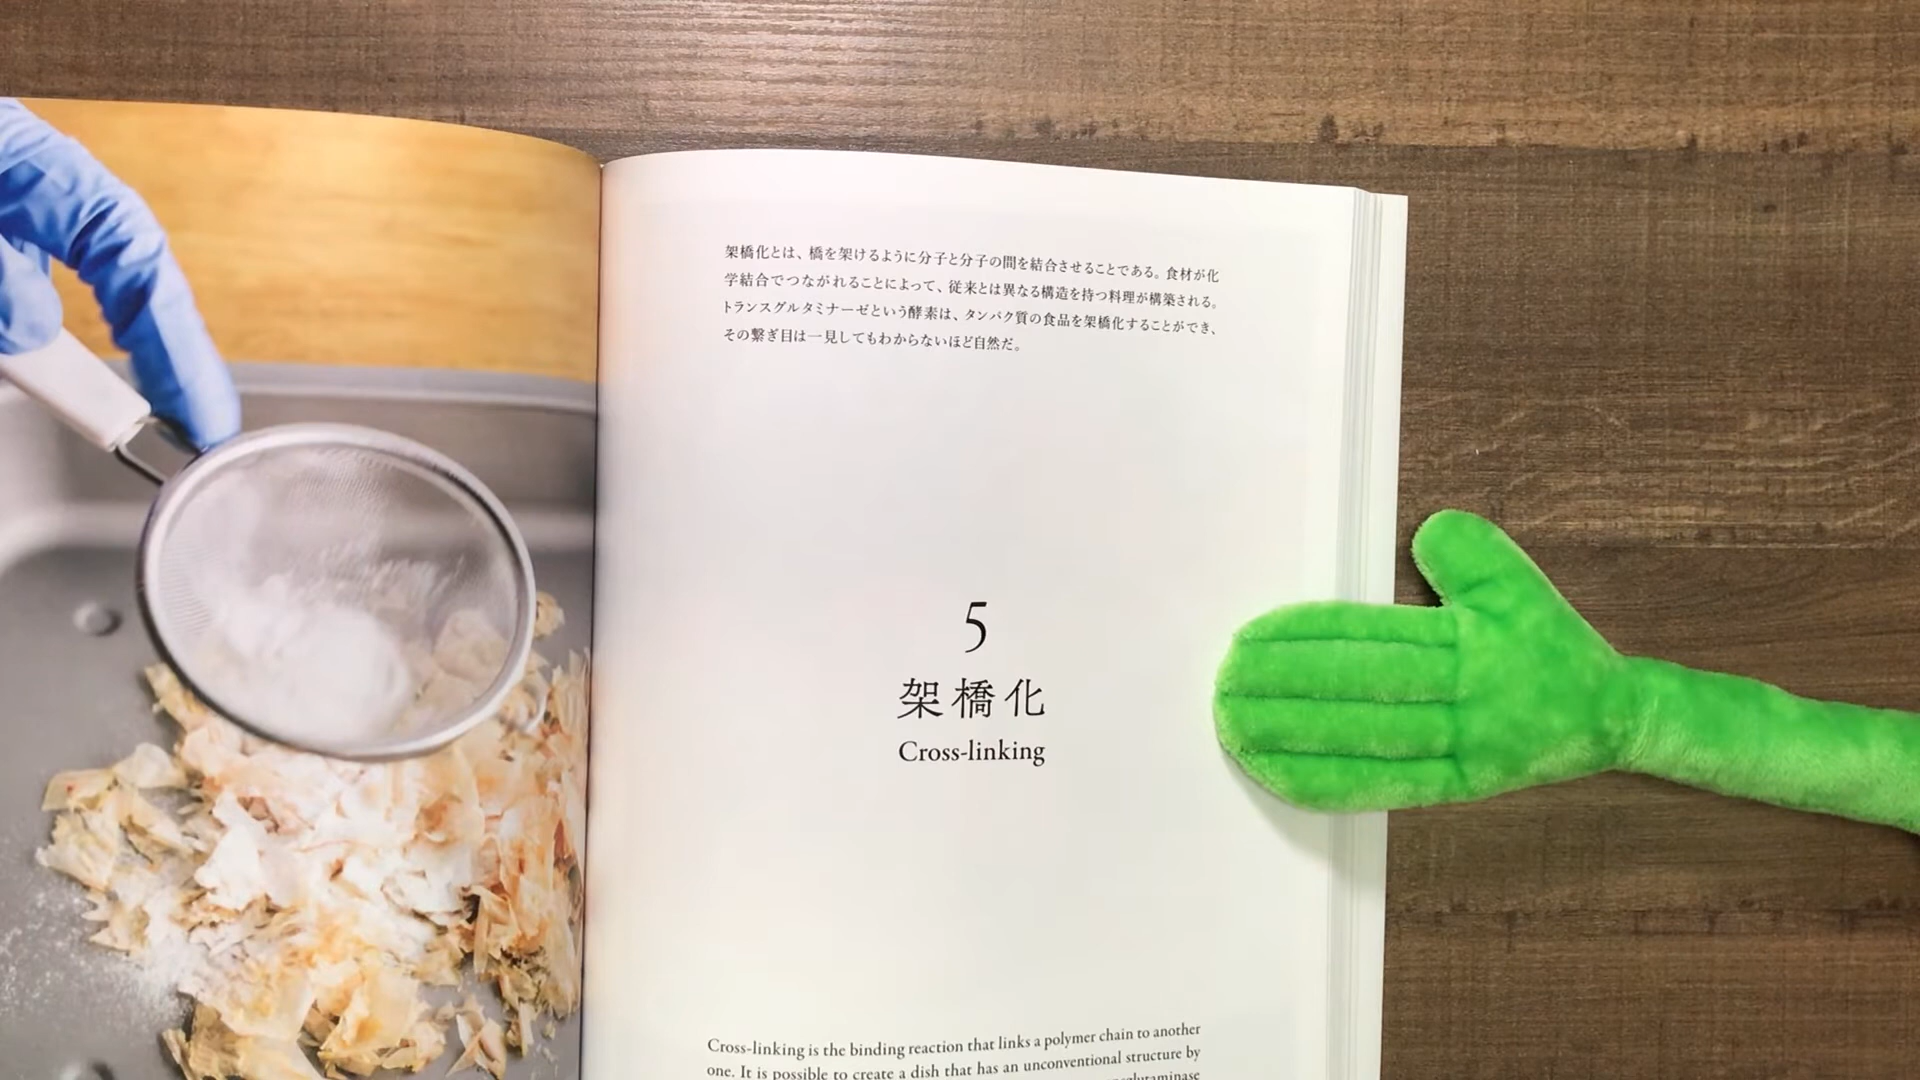 架橋化とは、橋を架けるように分子と分子の間を結合させることである。食材が化
学結合でつながれることによって、従来とは異なる構造を持つ料理が構築される。
トランスグルタミナーゼという酵素は、タンパク質の食品を架橋化することができ、
その繋ぎ目は一見してもわからないほど自然だ。
5
架橋化
Cross-linking
Cross-linking is the binding reaction that links a polymer chain to another
one. It is possible to create a dish that has an unconventional structure by